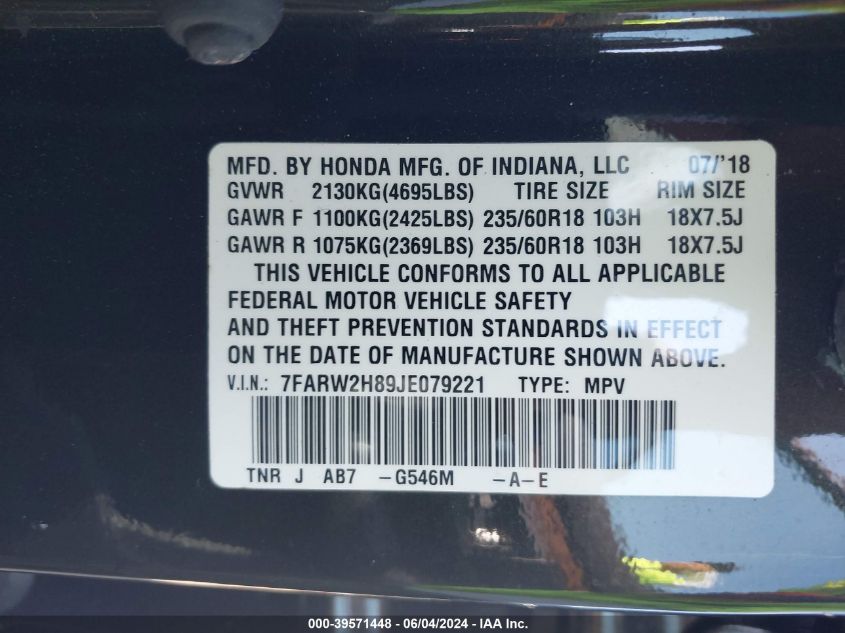 MFD. BY HONDA MFG. OF INDIANA, LLC 07/'18
GVWR 2130KG(4695LBS) TIRE SIZE RIM SIZE
GAWR F 1100KG(2425LBS) 235/60R18 103H 18X7.5J
GAWR R 1075KG(2369LBS) 235/60R18 103H 18X7.5J
THIS VEHICLE CONFORMS TO ALL APPLICABLE
FEDERAL MOTOR VEHICLE SAFETY
AND THEFT PREVENTION STANDARDS IN EFFECT
ON THE DATE OF MANUFACTURE SHOWN ABOVE.
V.I.N.: 7FARW2H89JE079221 TYPE: MPV
TNR J AB7 -G546M -A-E
000-39571448 - 06/04/2024 - IAA Inc.